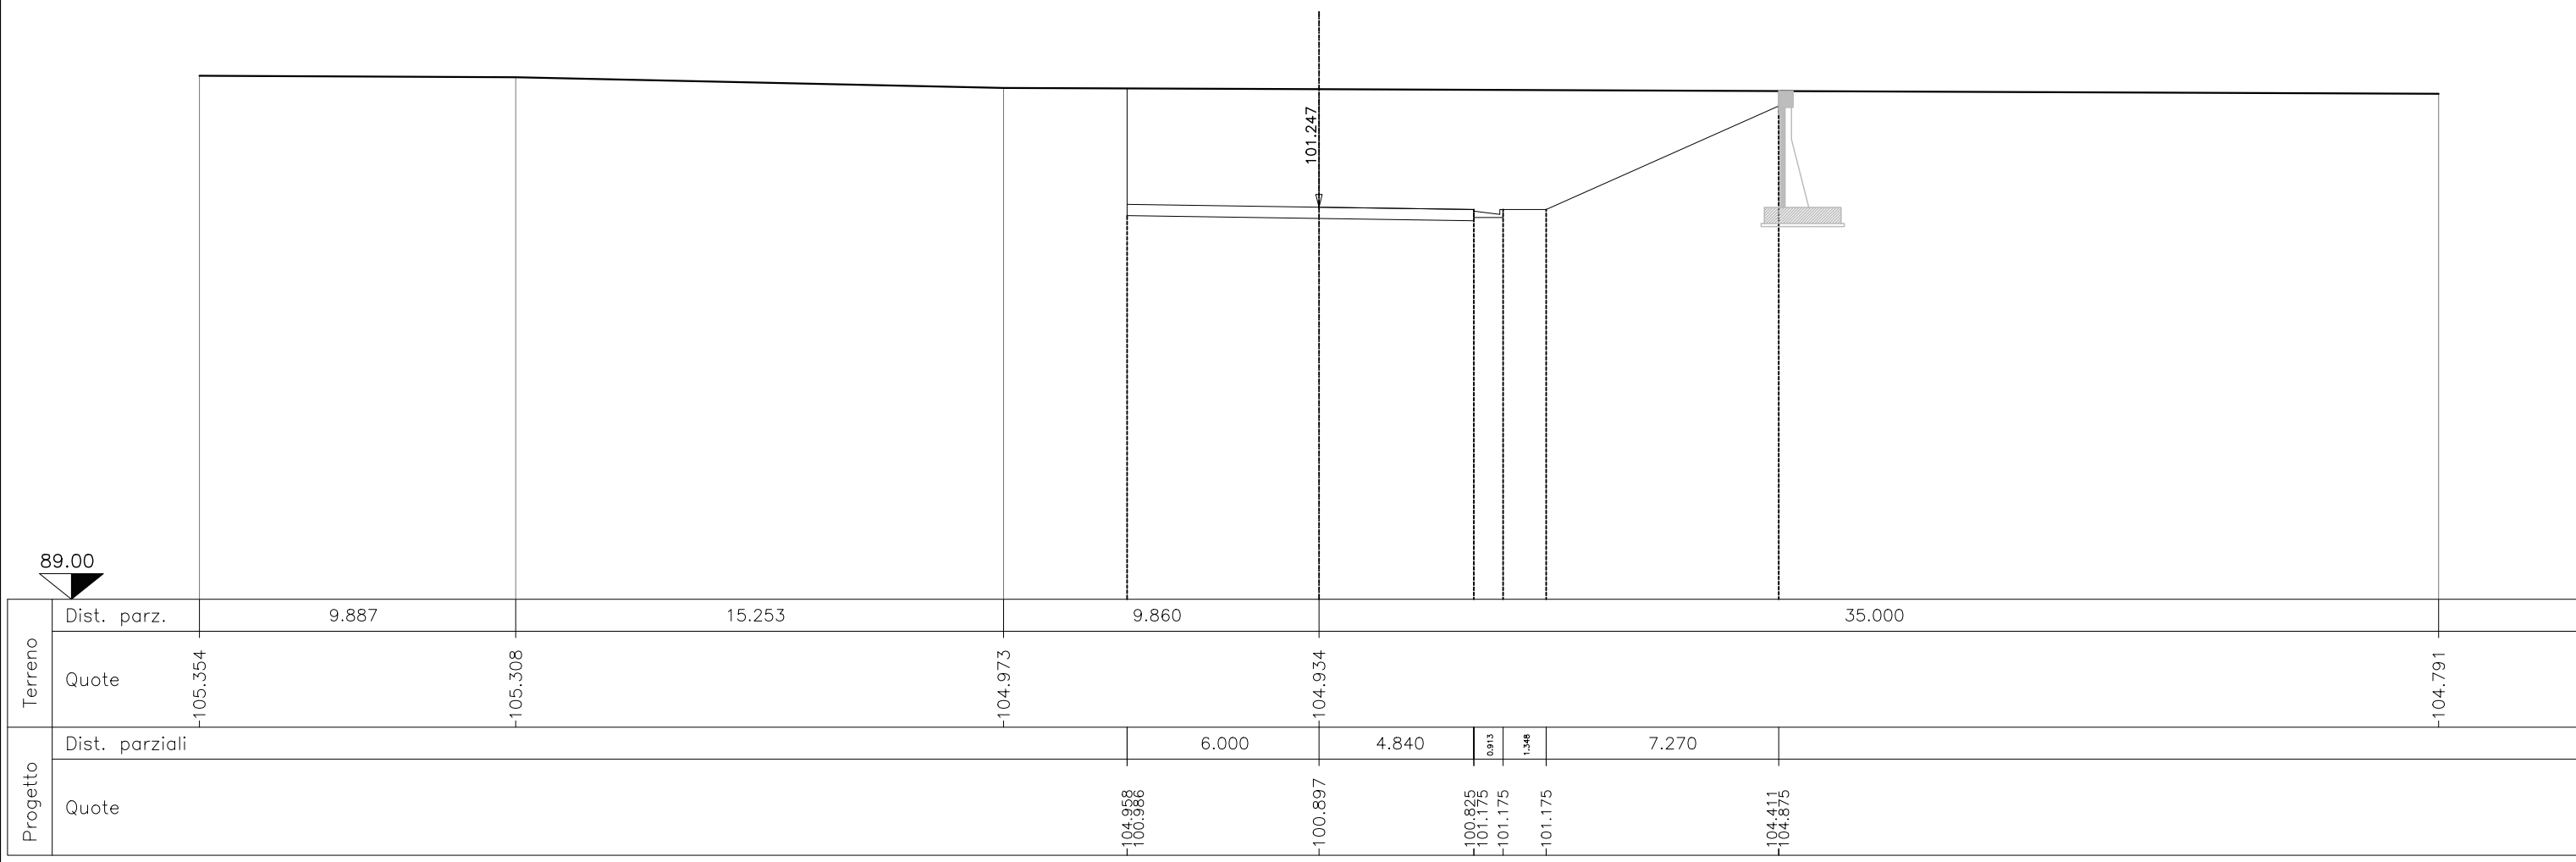 101.247
89.00
Terreno
Dist. parz. 9.887 15.253 9.860 35.000
Quote 105.354 105.308 104.973 104.934 104.791
Progetto
Dist. parziali 6.000 4.840 0.913 1.348 7.270
Quote 104.958 100.986 100.897 100.825 101.175 101.175 101.175 104.411 104.875